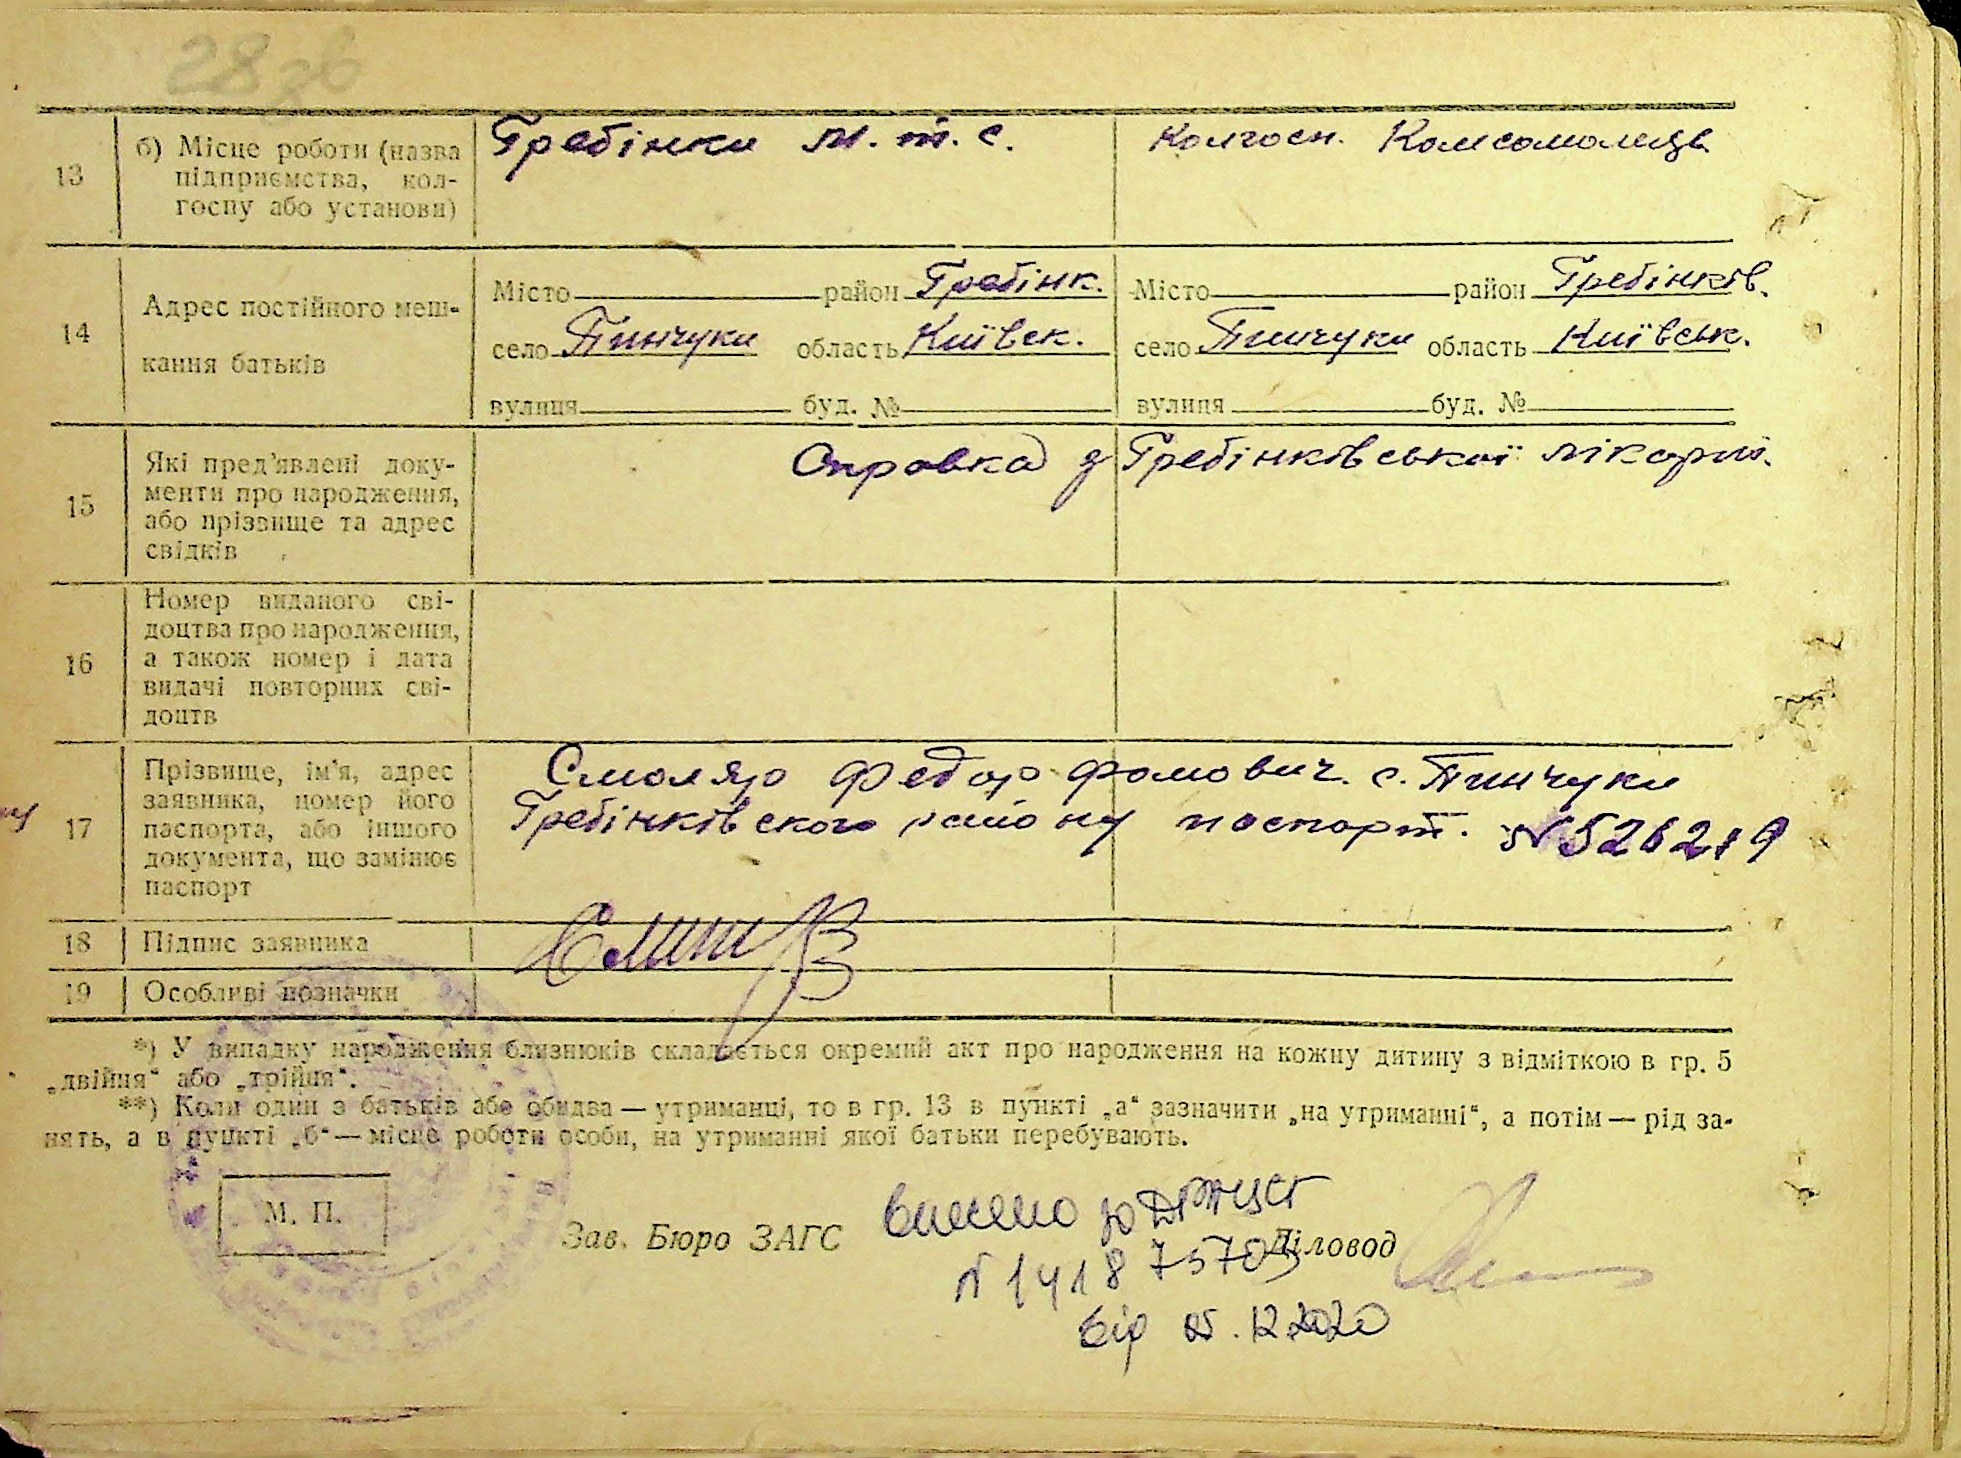 28зв
13
б) Місце роботи (назва
підприємства, кол-
госпу або установи)
Гребінки м.т.с.
Колгосп. Комсомолець
14
Адрес постійного меш-
кання батьків
Місто район Гребінк.
село Пинчуки область Київск.
вулиця буд. №
Місто район Гребінків.
село Пинчуки область Київськ.
вулиця буд. №
15
Які пред'явлені доку-
менти про народження,
або прізвище та адрес
свідків
Справка з Гребінківської лікарні.
16
Номер виданого сві-
доцтва про народження,
а також номер і дата
видачі повторних сві-
доцтв
17
Прізвище, ім'я, адрес
заявника, номер його
паспорта, або іншого
документа, що замінює
паспорт
Смоляр Федор Фомович. с. Пинчуки
Гребінківского району паспорт.
18
Підпис заявника
19
Особливі позначки
*) У випадку народження близнюків складається окремий акт про народження на кожну дитину з відміткою в гр. 5
„двійня“ або „трійня“.
**) Коли один з батьків або обидва — утриманці, то в гр. 13 в пункті „а“ зазначити „на утриманні“, а потім — рід за-
нять, а в пункті „б“ — місце роботи особи, на утриманні якої батьки перебувають.
М. П.
Зав. Бюро ЗАГС
Діловод
внесено до ДРАЦСГ
від 12.2020